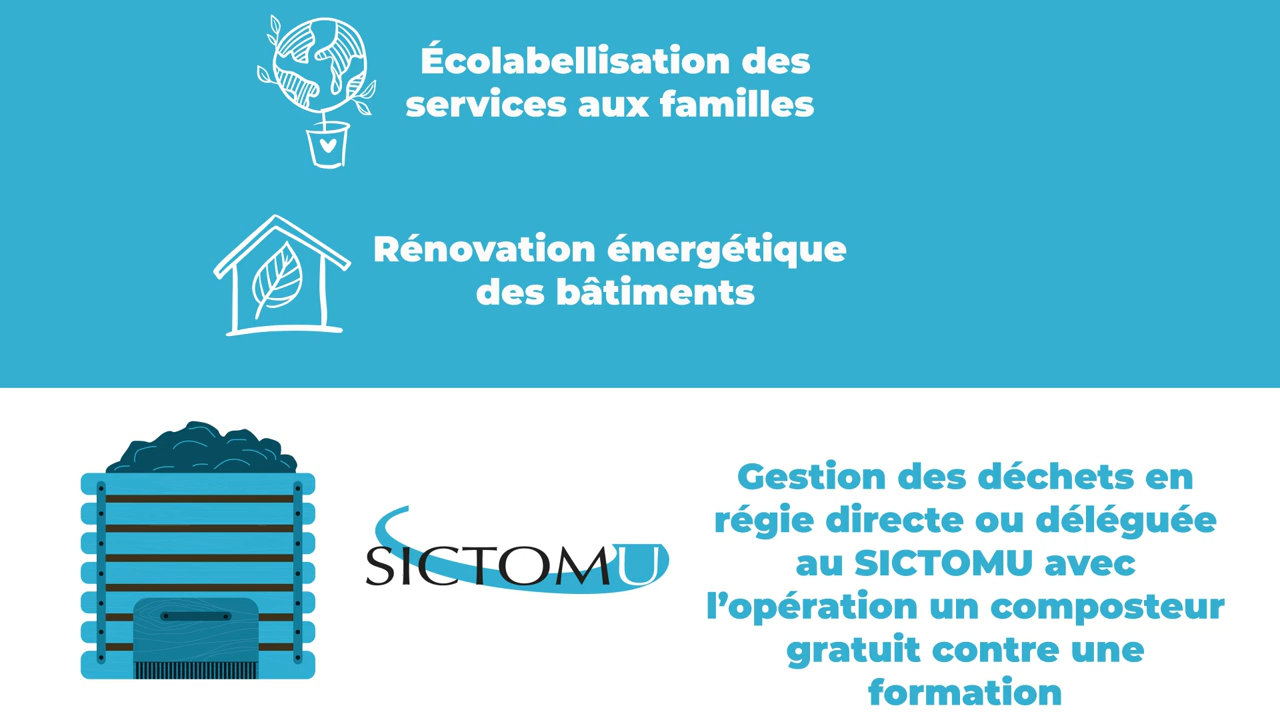 Écolabellisation des
services aux familles
Rénovation énergétique
des bâtiments
SICTOMU
Gestion des déchets en
régie directe ou déléguée
au SICTOMU avec
l’opération un composteur
gratuit contre une
formation